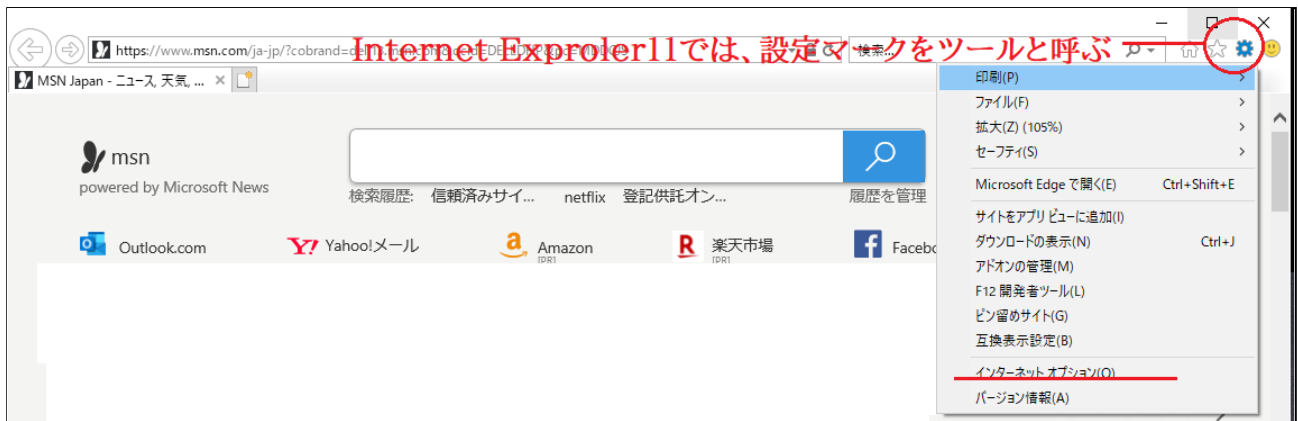 https://www.msn.com/ja-jp/?cobrand=
Internet Exproler11では、設定マークをツールと呼ぶ
検索...
MSN Japan - ニュース, 天気, ...
msn
powered by Microsoft News
検索履歴: 信頼済みサイ... netflix 登記供託オン... 履歴を管理
Outlook.com Yahoo!メール Amazon 楽天市場 Facebo
[PR] [PR]
印刷(P)
ファイル(F)
拡大(Z) (105%)
セーフティ(S)
Microsoft Edge で開く(E) Ctrl+Shift+E
サイトをアプリ ビューに追加(I)
ダウンロードの表示(N) Ctrl+J
アドオンの管理(M)
F12 開発者ツール(L)
ピン留めサイト(G)
互換表示設定(B)
インターネット オプション(O)
バージョン情報(A)